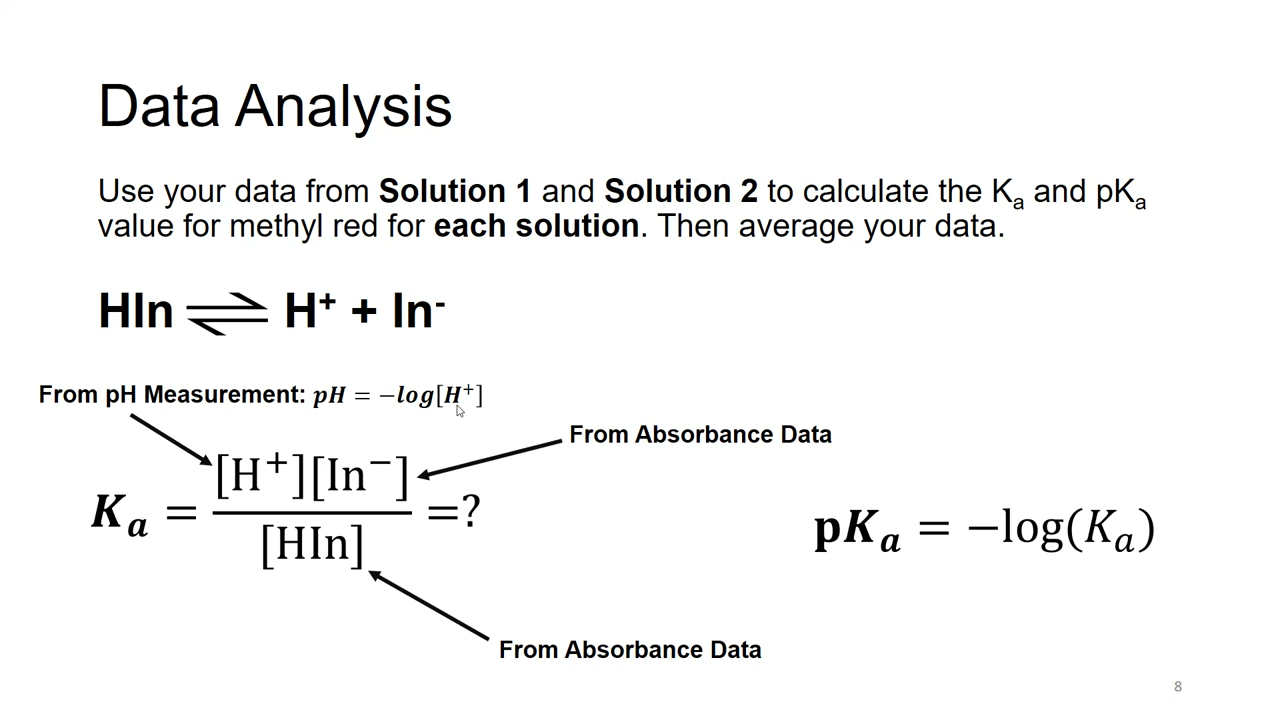 Data Analysis
Use your data from Solution 1 and Solution 2 to calculate the Kₐ and pKₐ
value for methyl red for each solution. Then average your data.
HIn ⇌ H⁺ + In⁻
From pH Measurement: pH = −log[H⁺]
From Absorbance Data
Kₐ = [H⁺][In⁻] / [HIn] =?
pKₐ = −log(Kₐ)
From Absorbance Data
8